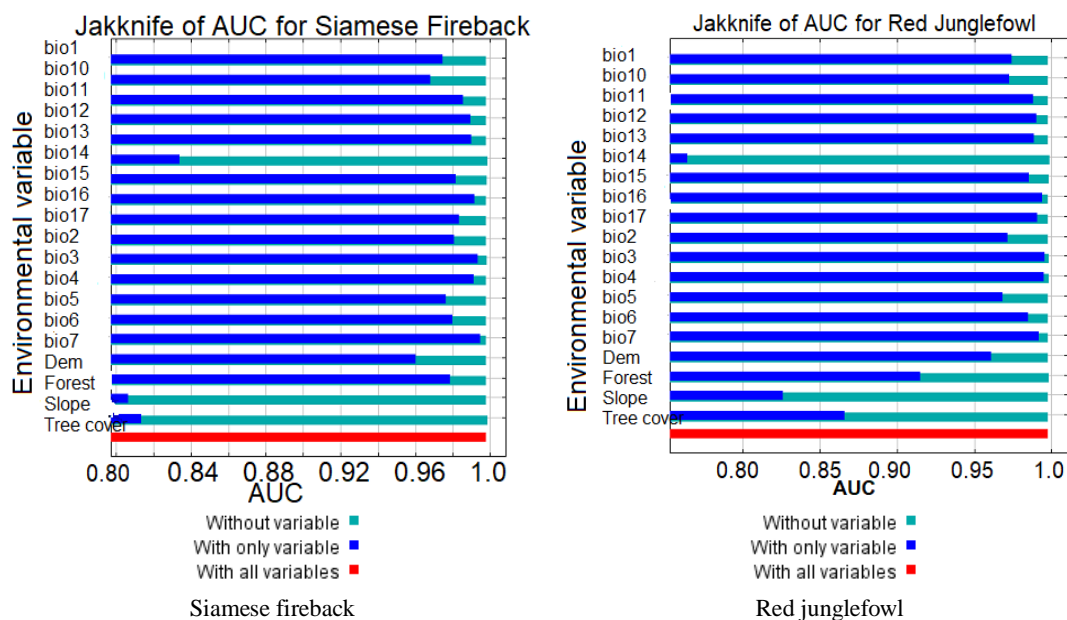 Jakknife of AUC for Siamese Fireback
Environmental variable
bio1
bio10
bio11
bio12
bio13
bio14
bio15
bio16
bio17
bio2
bio3
bio4
bio5
bio6
bio7
Dem
Forest
Slope
Tree cover
0.80 0.84 0.88 0.92 0.96 1.0
AUC
Without variable
With only variable
With all variables
Siamese fireback
Jakknife of AUC for Red Junglefowl
Environmental variable
bio1
bio10
bio11
bio12
bio13
bio14
bio15
bio16
bio17
bio2
bio3
bio4
bio5
bio6
bio7
Dem
Forest
Slope
Tree cover
0.80 0.85 0.90 0.95 1.0
AUC
Without variable
With only variable
With all variables
Red junglefowl